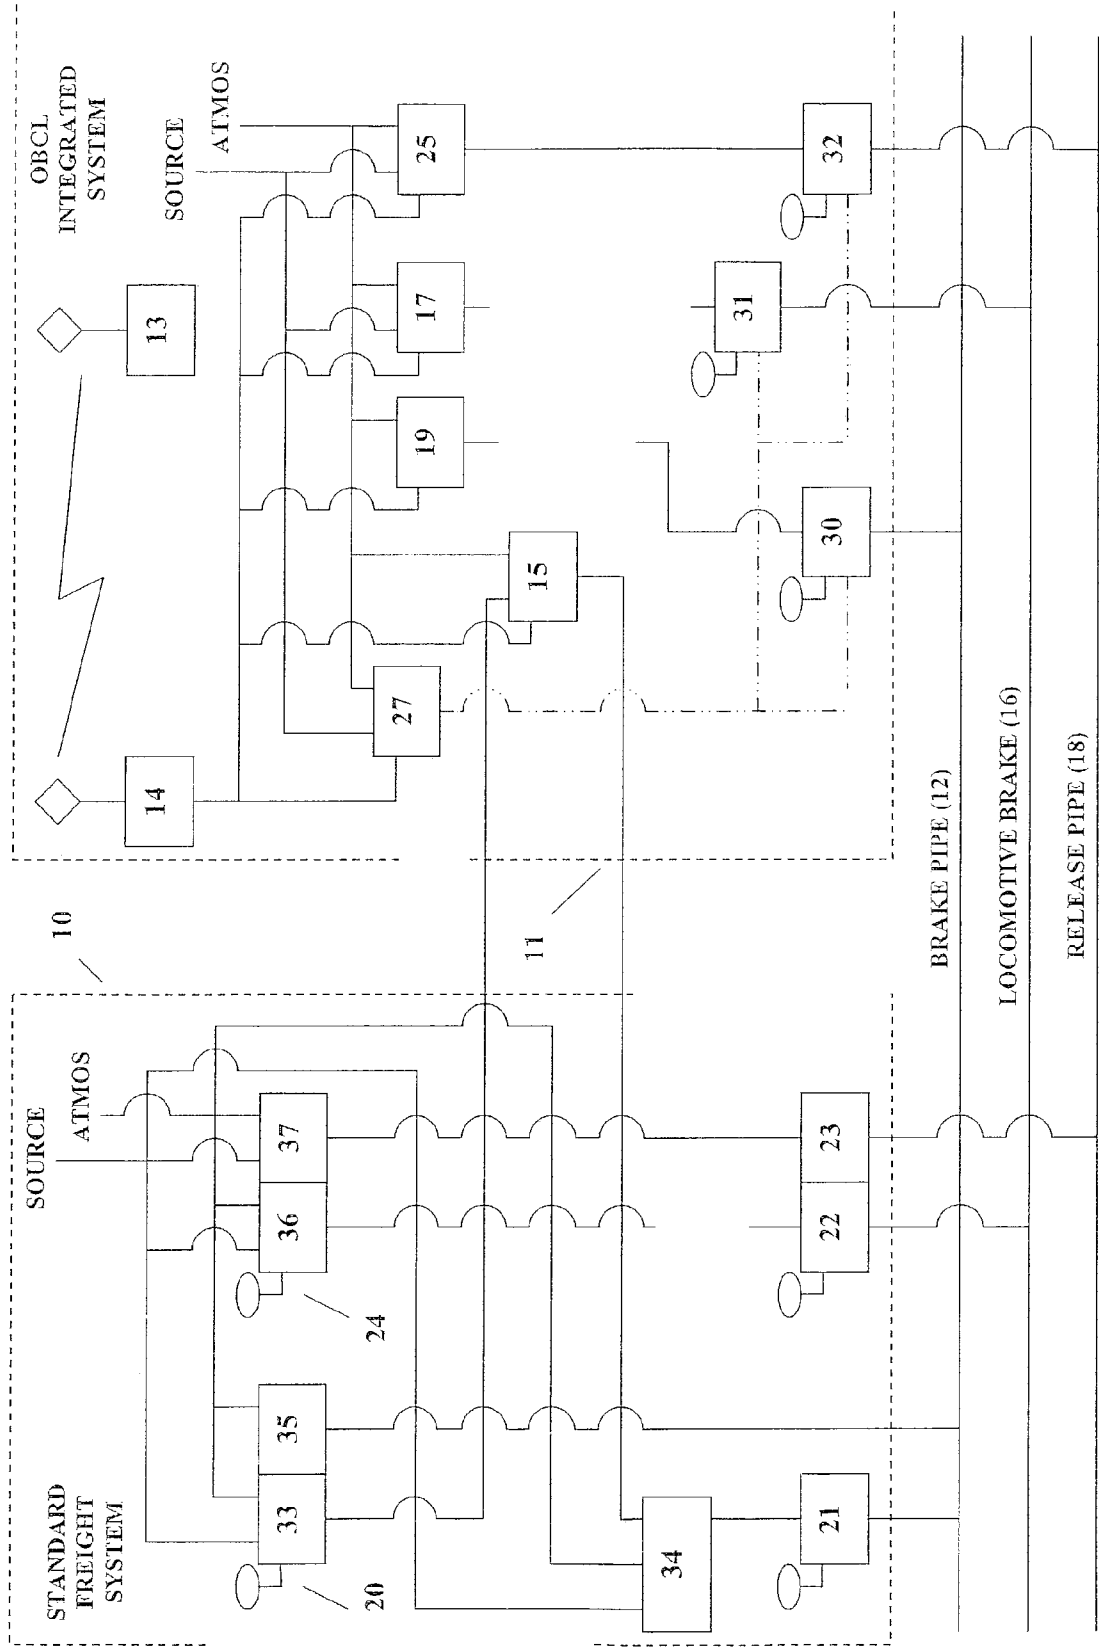 STANDARD
FREIGHT
SYSTEM
SOURCE
ATMOS
10
33
35
36
37
20
24
34
21
22
23
11
OBCL
INTEGRATED
SYSTEM
SOURCE
ATMOS
14
13
27
15
19
17
25
30
31
32
BRAKE PIPE (12)
LOCOMOTIVE BRAKE (16)
RELEASE PIPE (18)